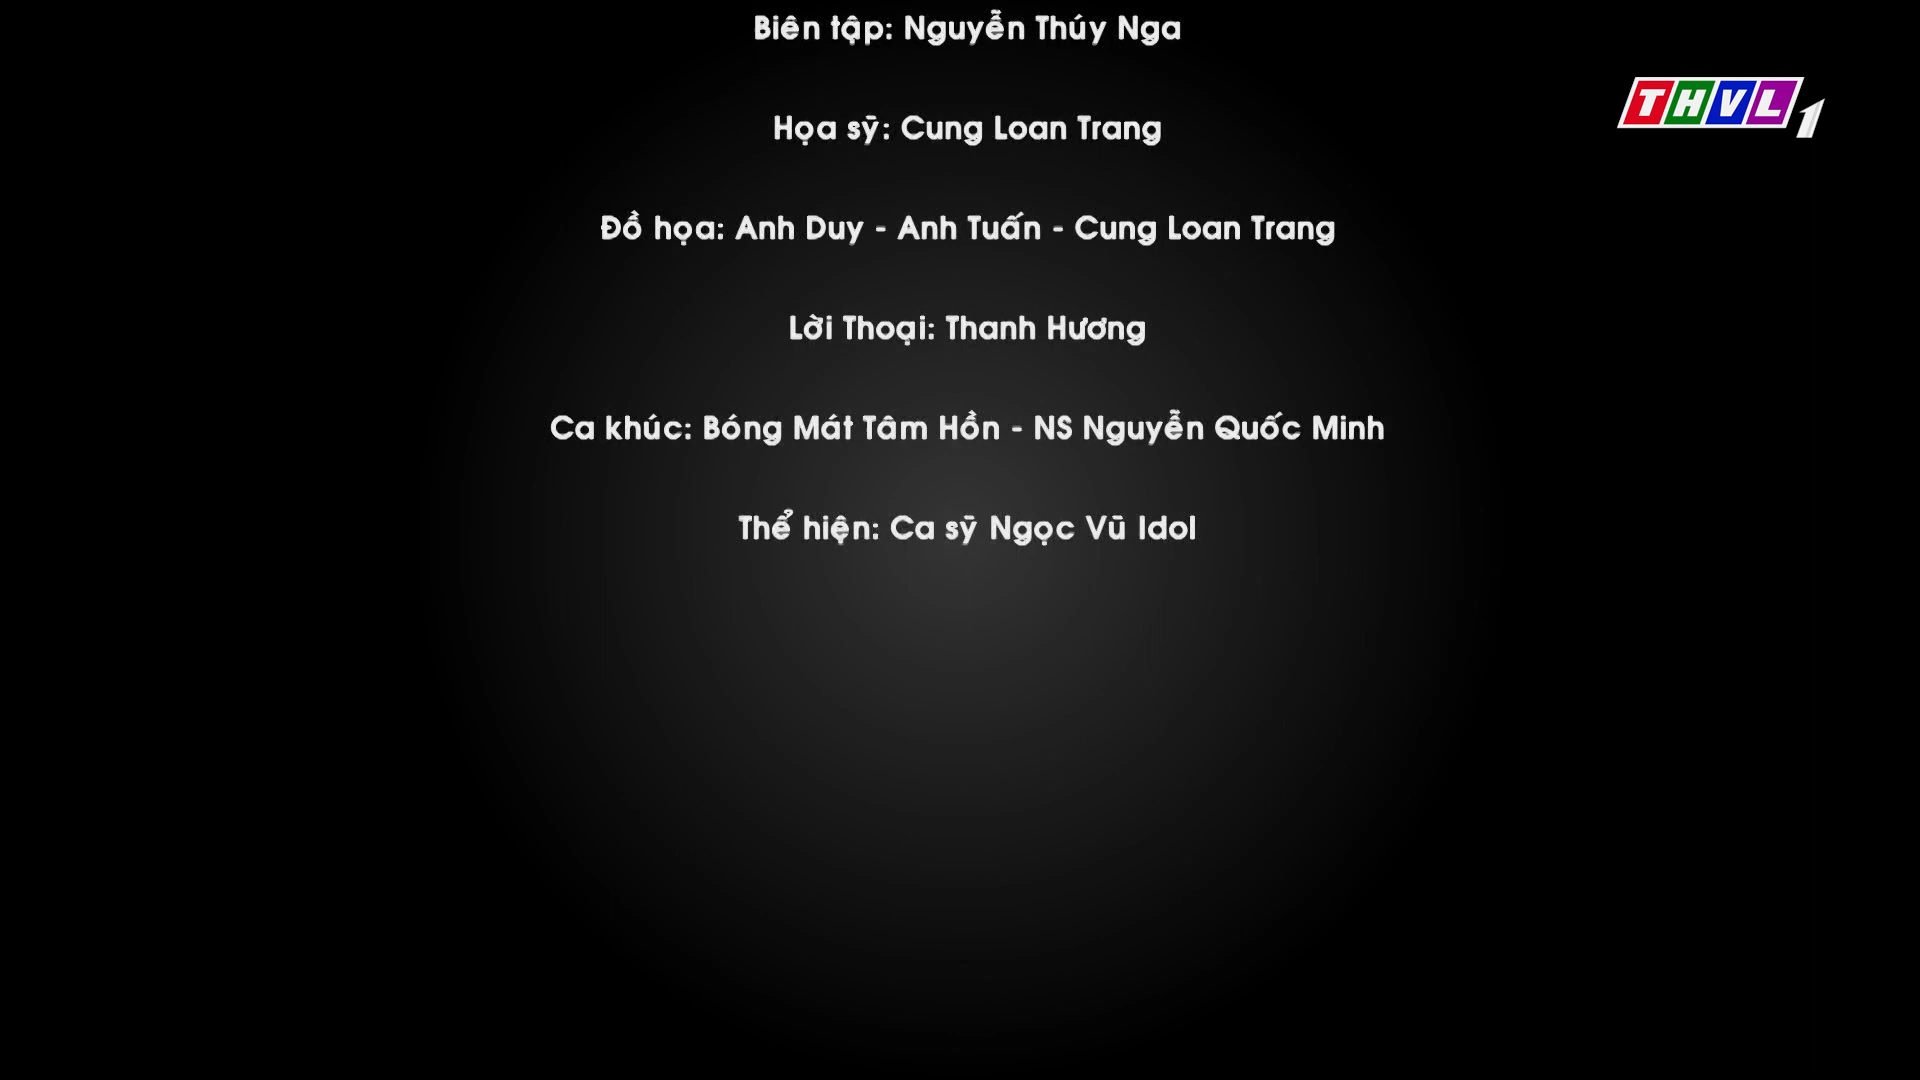 Biên tập: Nguyễn Thúy Nga
THVL1
Họa sỹ: Cung Loan Trang
Đồ họa: Anh Duy - Anh Tuấn - Cung Loan Trang
Lời Thoại: Thanh Hương
Ca khúc: Bóng Mát Tâm Hồn - NS Nguyễn Quốc Minh
Thể hiện: Ca sỹ Ngọc Vũ Idol